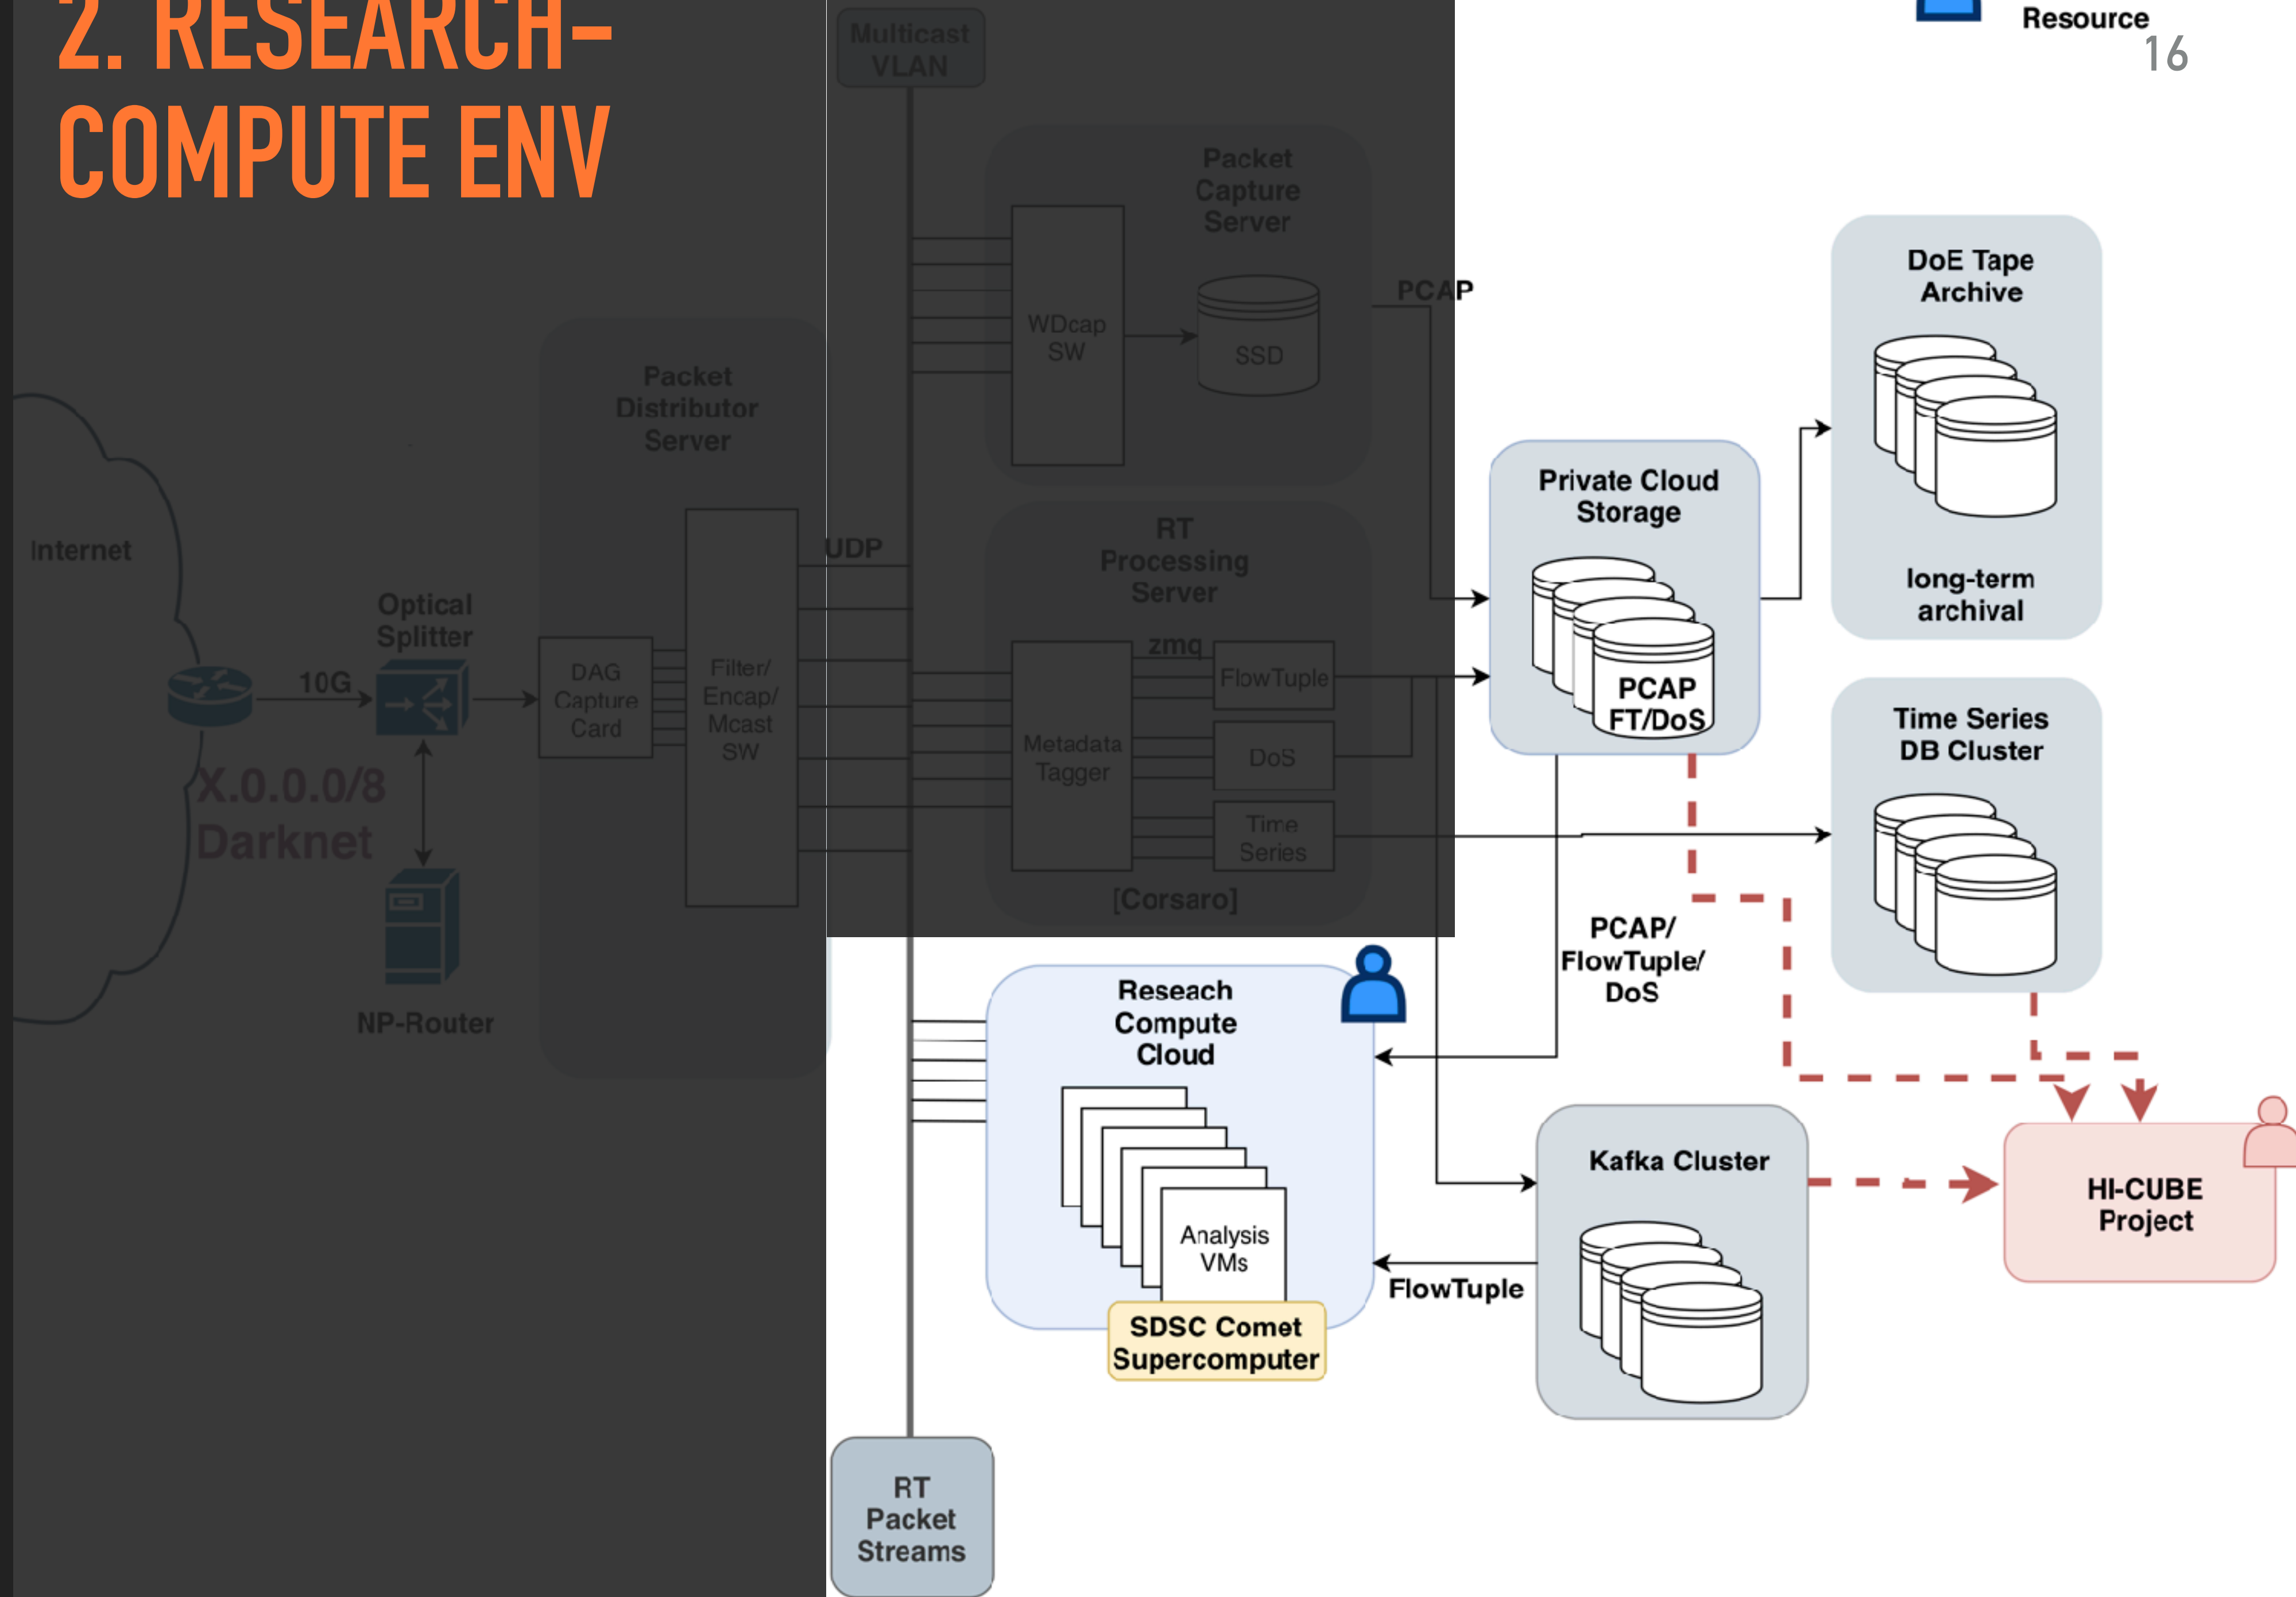 2. RESEARCH-
COMPUTE ENV
Resource
16
Multicast
VLAN
Packet
Capture
Server
WDcap
SW
SSD
PCAP
DoE Tape
Archive
long-term
archival
Packet
Distributor
Server
Internet
Optical
Splitter
10G
DAG
Capture
Card
Filter/
Encap/
Mcast
SW
UDP
X.0.0.0/8
Darknet
NP-Router
RT
Processing
Server
zmq
Metadata
Tagger
FlowTuple
DoS
Time
Series
[Corsaro]
Private Cloud
Storage
PCAP
FT/DoS
Time Series
DB Cluster
PCAP/
FlowTuple/
DoS
Reseach
Compute
Cloud
Analysis
VMs
SDSC Comet
Supercomputer
FlowTuple
Kafka Cluster
HI-CUBE
Project
RT
Packet
Streams